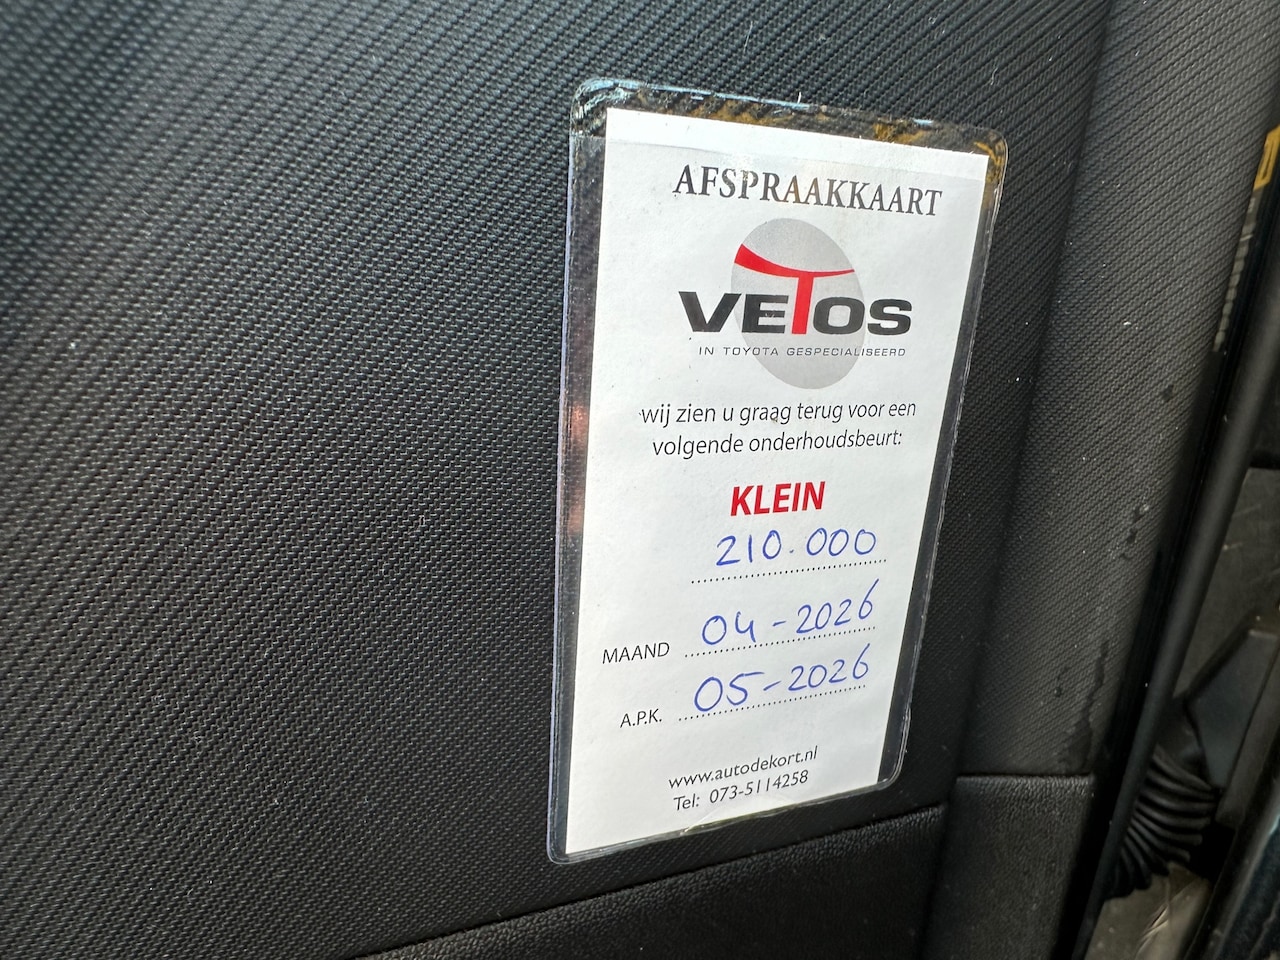 AFSPRAAKKAART
VETOS
IN TOYOTA GESPECIALISEERD
wij zien u graag terug voor een
volgende onderhoudsbeurt:
KLEIN
210.000
MAAND 04-2026
A.P.K. 05-2026
www.autodekort.nl
Tel: 073-5114258